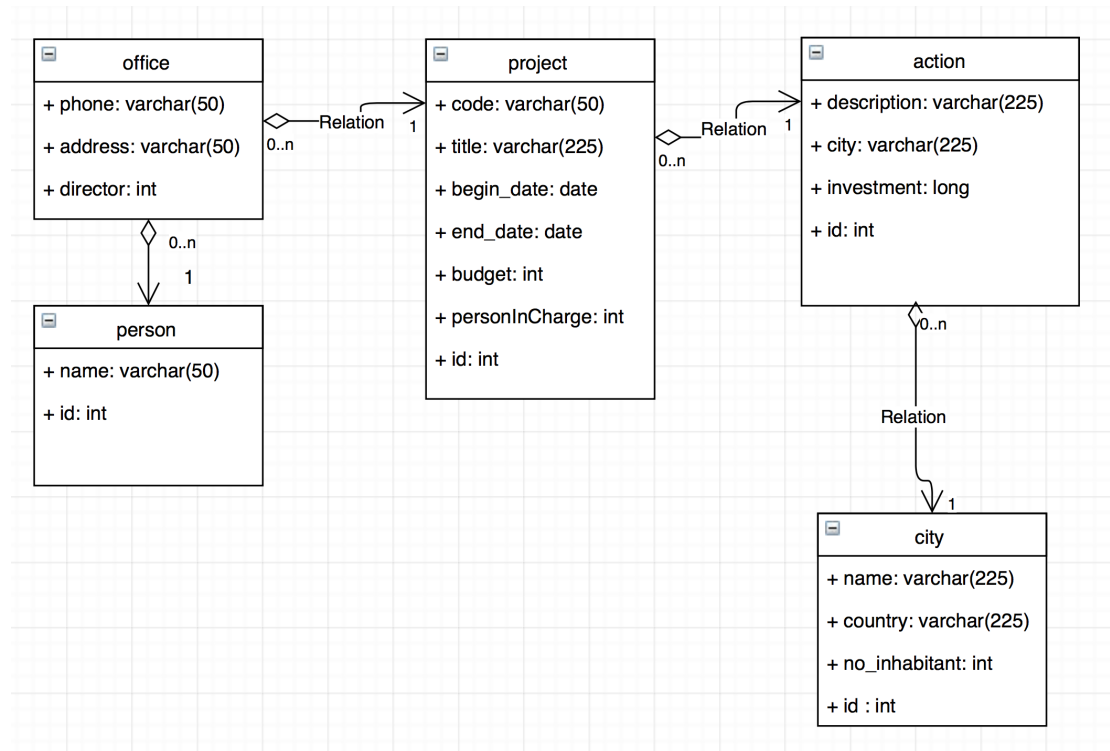 office
+ phone: varchar(50)
+ address: varchar(50)
+ director: int
0..n
Relation
1
project
+ code: varchar(50)
+ title: varchar(225)
+ begin_date: date
+ end_date: date
+ budget: int
+ personInCharge: int
+ id: int
0..n
Relation
1
action
+ description: varchar(225)
+ city: varchar(225)
+ investment: long
+ id: int
0..n
1
person
+ name: varchar(50)
+ id: int
0..n
Relation
1
city
+ name: varchar(225)
+ country: varchar(225)
+ no_inhabitant: int
+ id : int